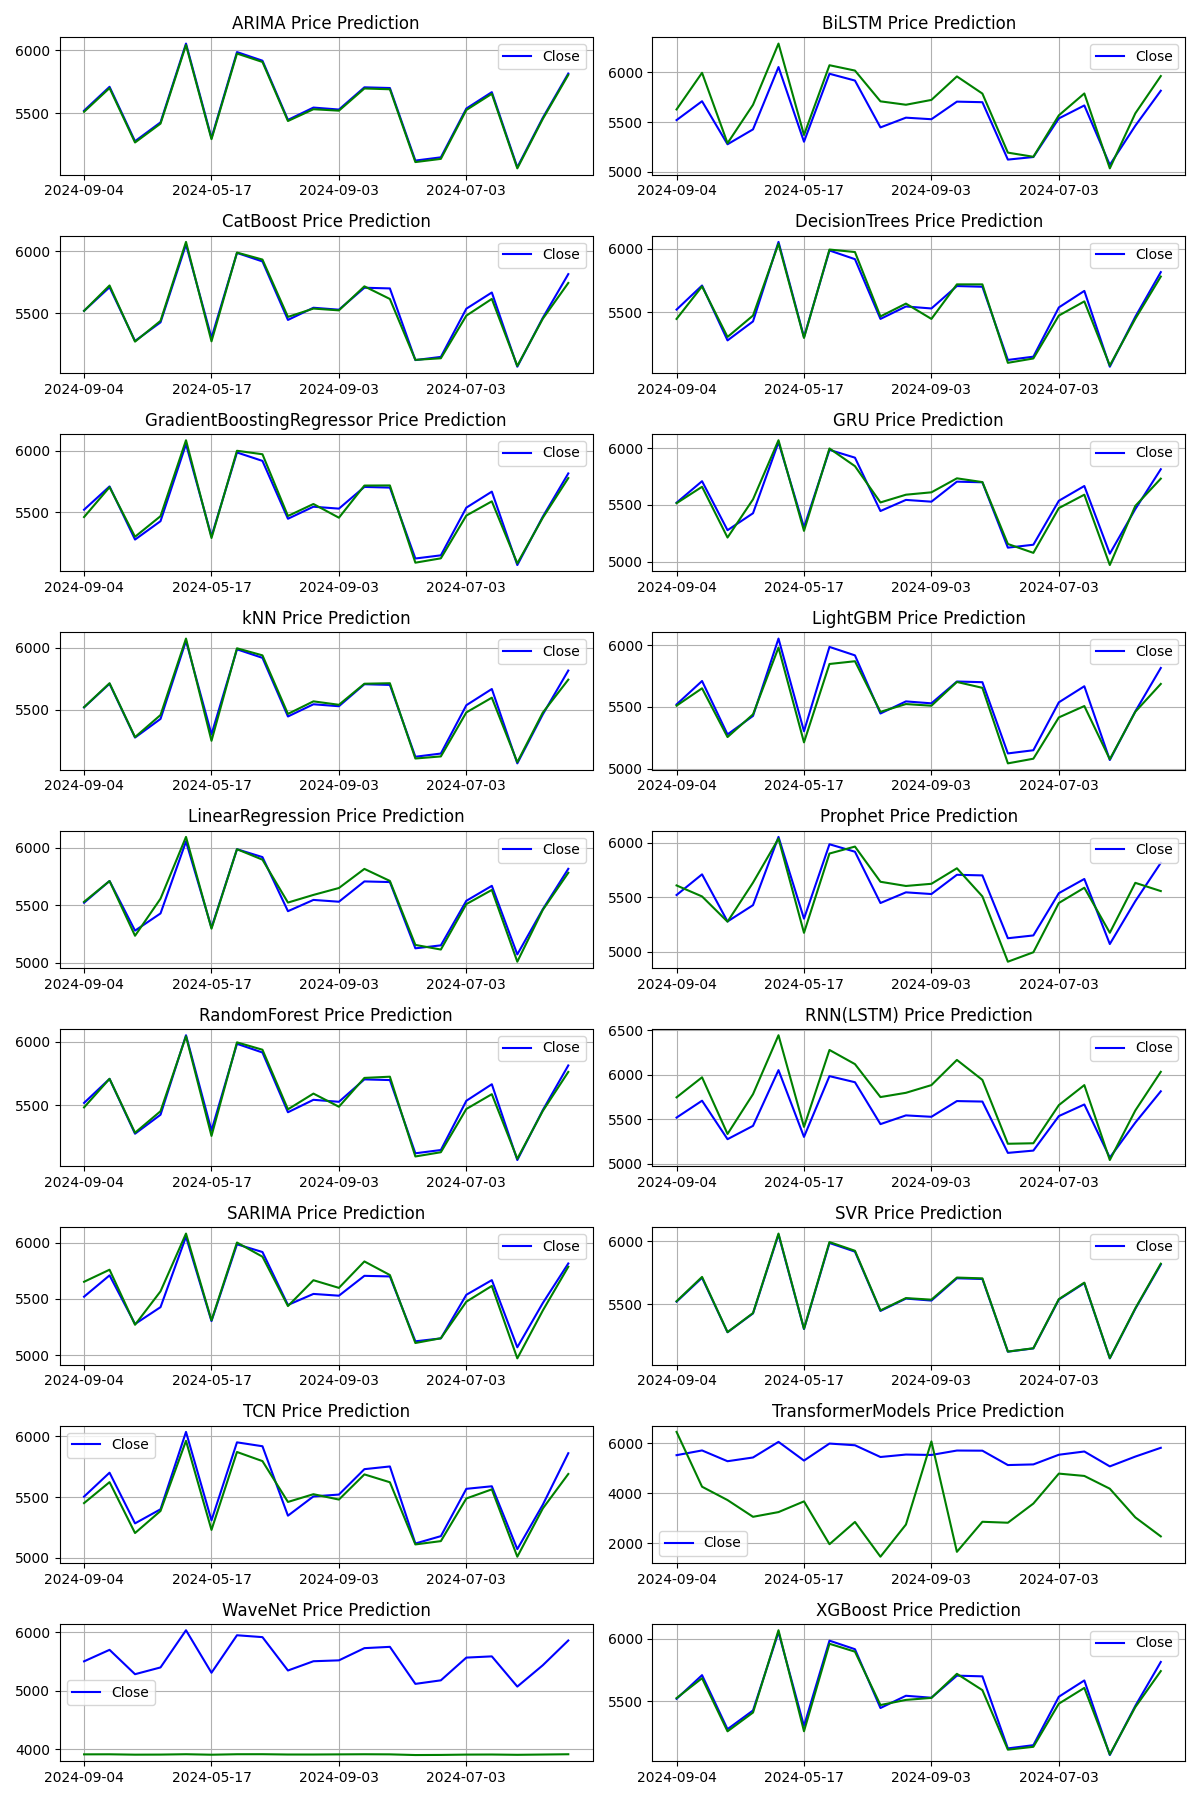 ARIMA Price Prediction
6000
5500
Close
2024-09-04 2024-05-17 2024-09-03 2024-07-03
BiLSTM Price Prediction
6000
5500
5000
Close
2024-09-04 2024-05-17 2024-09-03 2024-07-03
CatBoost Price Prediction
6000
5500
Close
2024-09-04 2024-05-17 2024-09-03 2024-07-03
DecisionTrees Price Prediction
6000
5500
Close
2024-09-04 2024-05-17 2024-09-03 2024-07-03
GradientBoostingRegressor Price Prediction
6000
5500
Close
2024-09-04 2024-05-17 2024-09-03 2024-07-03
GRU Price Prediction
6000
5500
5000
Close
2024-09-04 2024-05-17 2024-09-03 2024-07-03
kNN Price Prediction
6000
5500
Close
2024-09-04 2024-05-17 2024-09-03 2024-07-03
LightGBM Price Prediction
6000
5500
5000
Close
2024-09-04 2024-05-17 2024-09-03 2024-07-03
LinearRegression Price Prediction
6000
5500
5000
Close
2024-09-04 2024-05-17 2024-09-03 2024-07-03
Prophet Price Prediction
6000
5500
5000
Close
2024-09-04 2024-05-17 2024-09-03 2024-07-03
RandomForest Price Prediction
6000
5500
Close
2024-09-04 2024-05-17 2024-09-03 2024-07-03
RNN(LSTM) Price Prediction
6500
6000
5500
5000
Close
2024-09-04 2024-05-17 2024-09-03 2024-07-03
SARIMA Price Prediction
6000
5500
5000
Close
2024-09-04 2024-05-17 2024-09-03 2024-07-03
SVR Price Prediction
6000
5500
Close
2024-09-04 2024-05-17 2024-09-03 2024-07-03
TCN Price Prediction
6000
5500
5000
Close
2024-09-04 2024-05-17 2024-09-03 2024-07-03
TransformerModels Price Prediction
6000
4000
2000
Close
2024-09-04 2024-05-17 2024-09-03 2024-07-03
WaveNet Price Prediction
6000
5000
4000
Close
2024-09-04 2024-05-17 2024-09-03 2024-07-03
XGBoost Price Prediction
6000
5500
Close
2024-09-04 2024-05-17 2024-09-03 2024-07-03